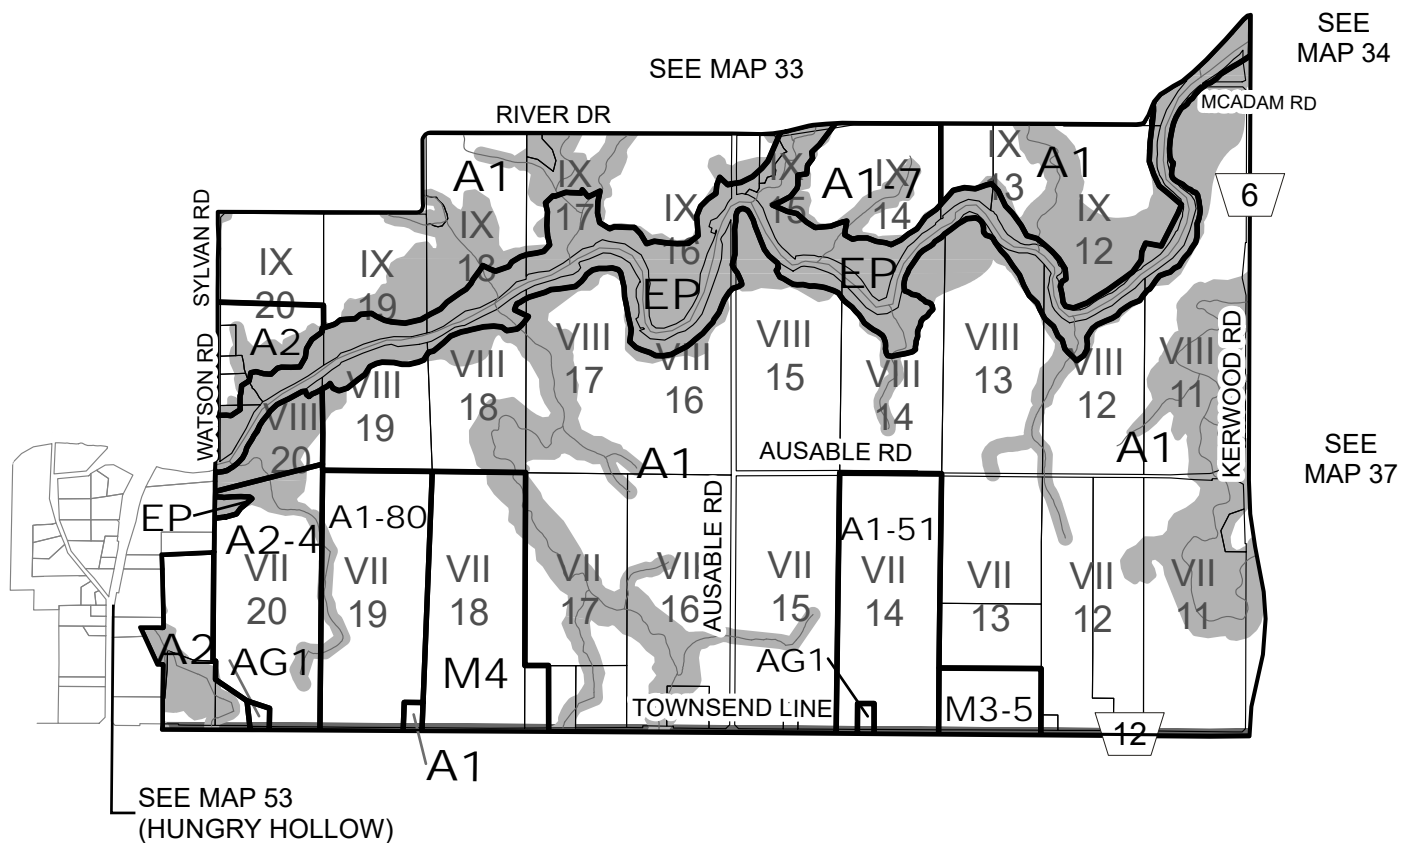 SEE
MAP 34
SEE MAP 33
MCADAM RD
RIVER DR
A1
IX
17
IX
16
IX
15
A1-7
IX
14
IX
13
A1
IX
12
6
SYLVAN RD
IX
20
IX
19
IX
18
EP
EP
A2
WATSON RD
VIII
20
VIII
19
VIII
18
VIII
17
VIII
16
VIII
15
VIII
14
VIII
13
VIII
12
VIII
11
KERWOOD RD
A1
AUSABLE RD
A1
SEE
MAP 37
EP
A2-4
A1-80
AUSABLE RD
A1-51
VII
20
VII
19
VII
18
VII
17
VII
16
VII
15
VII
14
VII
13
VII
12
VII
11
A2
AG1
M4
AG1
TOWNSEND LINE
M3-5
12
A1
SEE MAP 53
(HUNGRY HOLLOW)